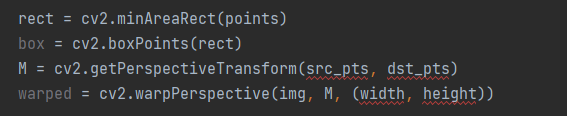 rect = cv2.minAreaRect(points)
box = cv2.boxPoints(rect)
M = cv2.getPerspectiveTransform(src_pts, dst_pts)
warped = cv2.warpPerspective(img, M, (width, height))